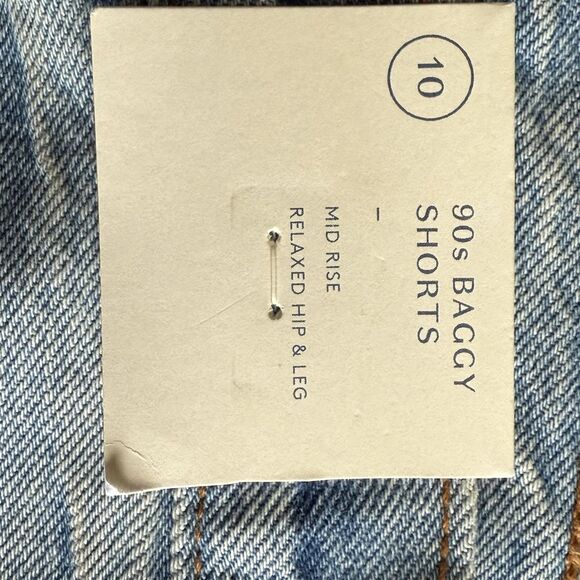 10
90s BAGGY
SHORTS
–
MID RISE
RELAXED HIP & LEG